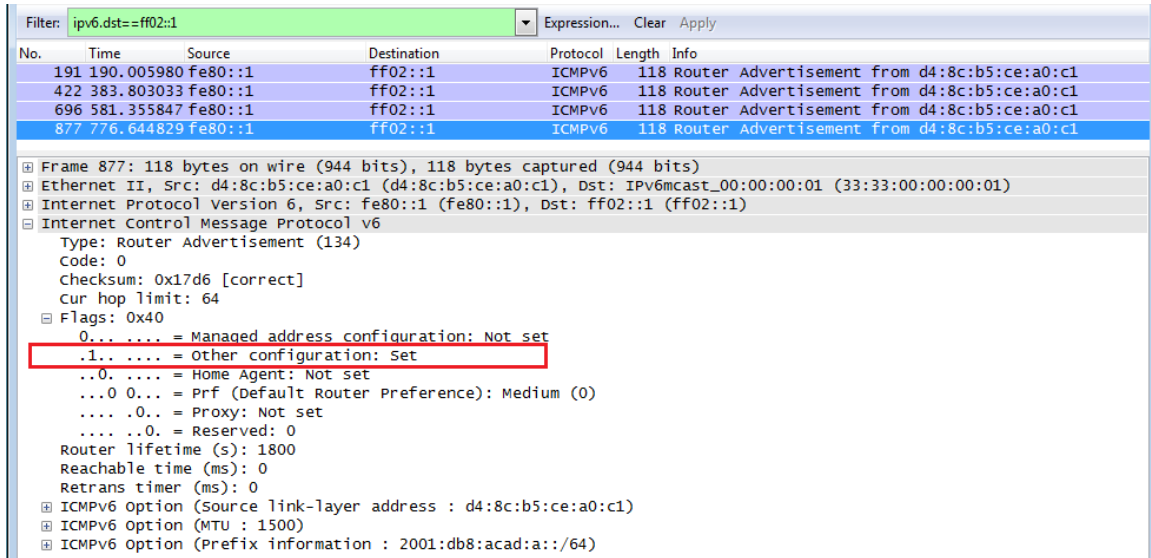 Filter: ipv6.dst==ff02::1 Expression... Clear Apply
No. Time Source Destination Protocol Length Info
191 190.005980 fe80::1 ff02::1 ICMPv6 118 Router Advertisement from d4:8c:b5:ce:a0:c1
422 383.803033 fe80::1 ff02::1 ICMPv6 118 Router Advertisement from d4:8c:b5:ce:a0:c1
696 581.355847 fe80::1 ff02::1 ICMPv6 118 Router Advertisement from d4:8c:b5:ce:a0:c1
877 776.644829 fe80::1 ff02::1 ICMPv6 118 Router Advertisement from d4:8c:b5:ce:a0:c1
Frame 877: 118 bytes on wire (944 bits), 118 bytes captured (944 bits)
Ethernet II, Src: d4:8c:b5:ce:a0:c1 (d4:8c:b5:ce:a0:c1), Dst: IPv6mcast_00:00:00:01 (33:33:00:00:00:01)
Internet Protocol Version 6, Src: fe80::1 (fe80::1), Dst: ff02::1 (ff02::1)
Internet Control Message Protocol v6
Type: Router Advertisement (134)
Code: 0
Checksum: 0x17d6 [correct]
Cur hop limit: 64
Flags: 0x40
0... .... = Managed address configuration: Not set
.1.. .... = Other configuration: Set
..0. .... = Home Agent: Not set
...0 0... = Prf (Default Router Preference): Medium (0)
.... .0.. = Proxy: Not set
.... ..0. = Reserved: 0
Router lifetime (s): 1800
Reachable time (ms): 0
Retrans timer (ms): 0
ICMPv6 Option (Source link-layer address : d4:8c:b5:ce:a0:c1)
ICMPv6 Option (MTU : 1500)
ICMPv6 Option (Prefix information : 2001:db8:acad:a::/64)